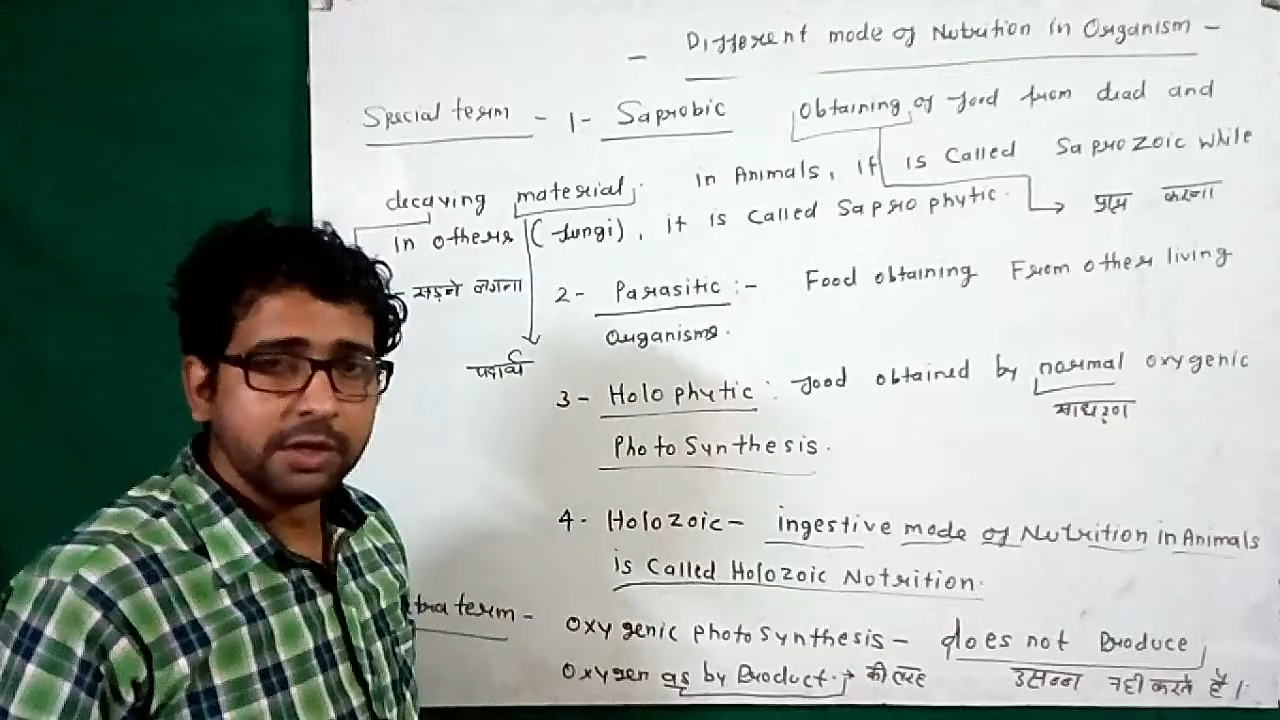 - Different mode of Nutrition in Organism -
Special term - 1- Saprobic obtaining of food from dead and
decaying material. In Animals, it is called Saprozoic while
in others (fungi), it is called Saprophytic. प्राप्त करना
सड़ने लगना
2- Parasitic :- Food obtaining From other living
Organisms.
पदार्थ
3- Holophytic : food obtained by normal oxygenic
साधारण
Photo Synthesis.
4- Holozoic - ingestive mode of Nutrition in Animals
is called Holozoic Notrition.
term - Oxygenic photosynthesis - does not Produce
Oxygen as by Product. → की तरह उत्पन्न नही करते है।